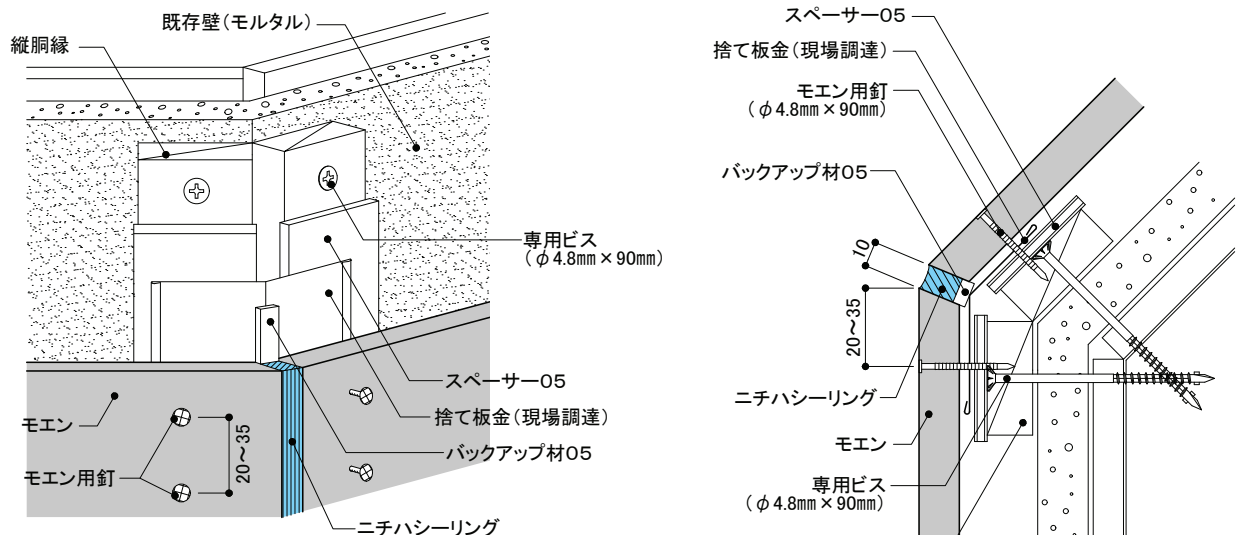 既存壁(モルタル)
縦胴縁
専用ビス
(φ4.8mm×90mm)
スペーサー05
捨て板金(現場調達)
バックアップ材05
モエン
モエン用釘
20~35
ニチハシーリング
スペーサー05
捨て板金(現場調達)
モエン用釘
(φ4.8mm×90mm)
バックアップ材05
10
20~35
ニチハシーリング
モエン
専用ビス
(φ4.8mm×90mm)